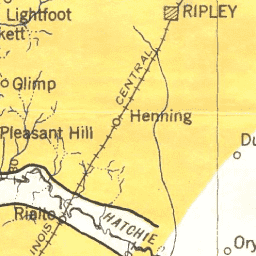 Lightfoot
RIPLEY
kett
Glimp
CENTRAL
Henning
Pleasant Hill
Du
Rialto
HATCHIE
INOIS
Ory